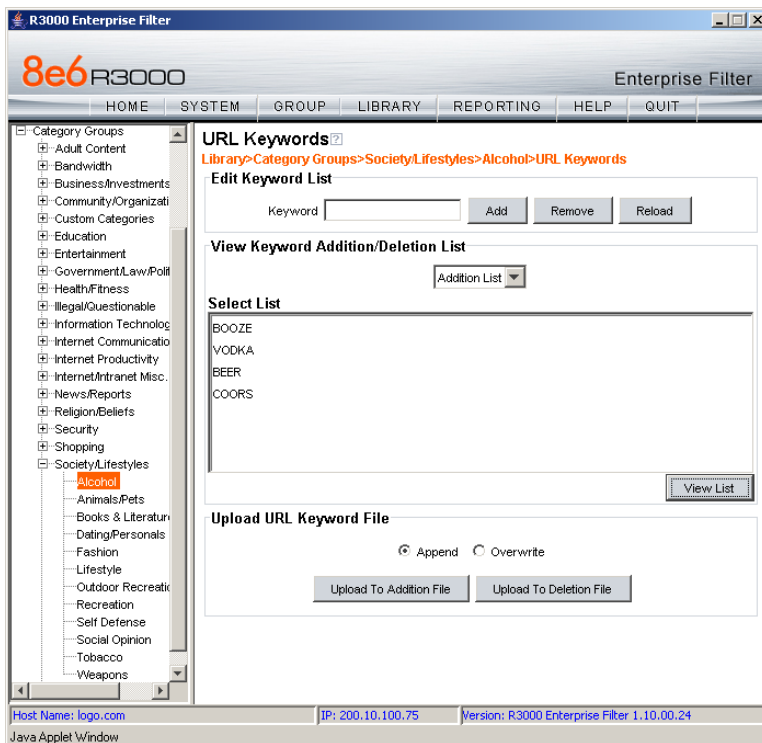 R3000 Enterprise Filter
8e6 R3000
Enterprise Filter
HOME SYSTEM GROUP LIBRARY REPORTING HELP QUIT
Category Groups
Adult Content
Bandwidth
Business/Investments
Community/Organizati
Custom Categories
Education
Entertainment
Government/Law/Polit
Health/Fitness
Illegal/Questionable
Information Technolog
Internet Communicatio
Internet Productivity
Internet/Intranet Misc.
News/Reports
Religion/Beliefs
Security
Shopping
Society/Lifestyles
Alcohol
Animals/Pets
Books & Literature
Dating/Personals
Fashion
Lifestyle
Outdoor Recreatio
Recreation
Self Defense
Social Opinion
Tobacco
Weapons
URL Keywords ?
Library>Category Groups>Society/Lifestyles>Alcohol>URL Keywords
Edit Keyword List
Keyword Add Remove Reload
View Keyword Addition/Deletion List
Addition List
Select List
BOOZE
VODKA
BEER
COORS
View List
Upload URL Keyword File
Append Overwrite
Upload To Addition File Upload To Deletion File
Host Name: logo.com IP: 200.10.100.75 Version: R3000 Enterprise Filter 1.10.00.24
Java Applet Window